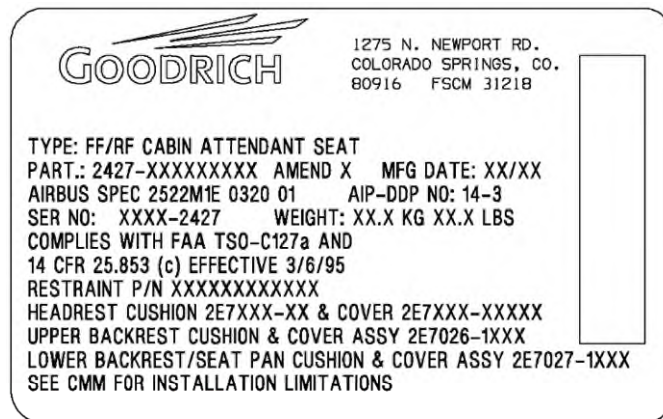 GOODRICH
1275 N. NEWPORT RD.
COLORADO SPRINGS, CO.
80916 FSCM 31218
TYPE: FF/RF CABIN ATTENDANT SEAT
PART.: 2427-XXXXXXXXX AMEND X MFG DATE: XX/XX
AIRBUS SPEC 2522M1E 0320 01 AIP-DDP NO: 14-3
SER NO: XXXX-2427 WEIGHT: XX.X KG XX.X LBS
COMPLIES WITH FAA TSO-C127a AND
14 CFR 25.853 (c) EFFECTIVE 3/6/95
RESTRAINT P/N XXXXXXXXXXXX
HEADREST CUSHION 2E7XXX-XX & COVER 2E7XXX-XXXXX
UPPER BACKREST CUSHION & COVER ASSY 2E7026-1XXX
LOWER BACKREST/SEAT PAN CUSHION & COVER ASSY 2E7027-1XXX
SEE CMM FOR INSTALLATION LIMITATIONS